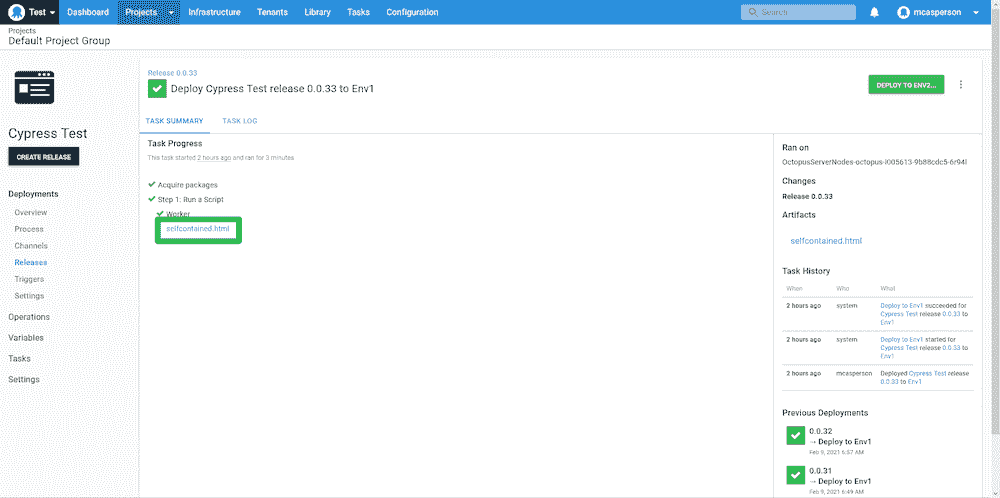 Test
Dashboard
Projects
Infrastructure
Tenants
Library
Tasks
Configuration
Search
mcasperson
Projects
Default Project Group
Cypress Test
CREATE RELEASE
Deployments
Overview
Process
Channels
Releases
Triggers
Settings
Operations
Variables
Tasks
Settings
Release 0.0.33
Deploy Cypress Test release 0.0.33 to Env1
DEPLOY TO ENV2...
TASK SUMMARY
TASK LOG
Task Progress
This task started 2 hours ago and ran for 3 minutes
Acquire packages
Step 1: Run a Script
Worker
selfcontained.html
Ran on
OctopusServerNodes-octopus-i005613-9b88cdc5-6r94l
Changes
Release 0.0.33
Artifacts
selfcontained.html
Task History
When Who What
2 hours ago system Deploy to Env1 succeeded for
Cypress Test release 0.0.33 to
Env1
2 hours ago system Deploy to Env1 started for
Cypress Test release 0.0.33 to
Env1
2 hours ago mcasperson Deployed Cypress Test release
0.0.33 to Env1
Previous Deployments
0.0.32
→ Deploy to Env1
Feb 9, 2021 6:57 AM
0.0.31
→ Deploy to Env1
Feb 9, 2021 6:49 AM